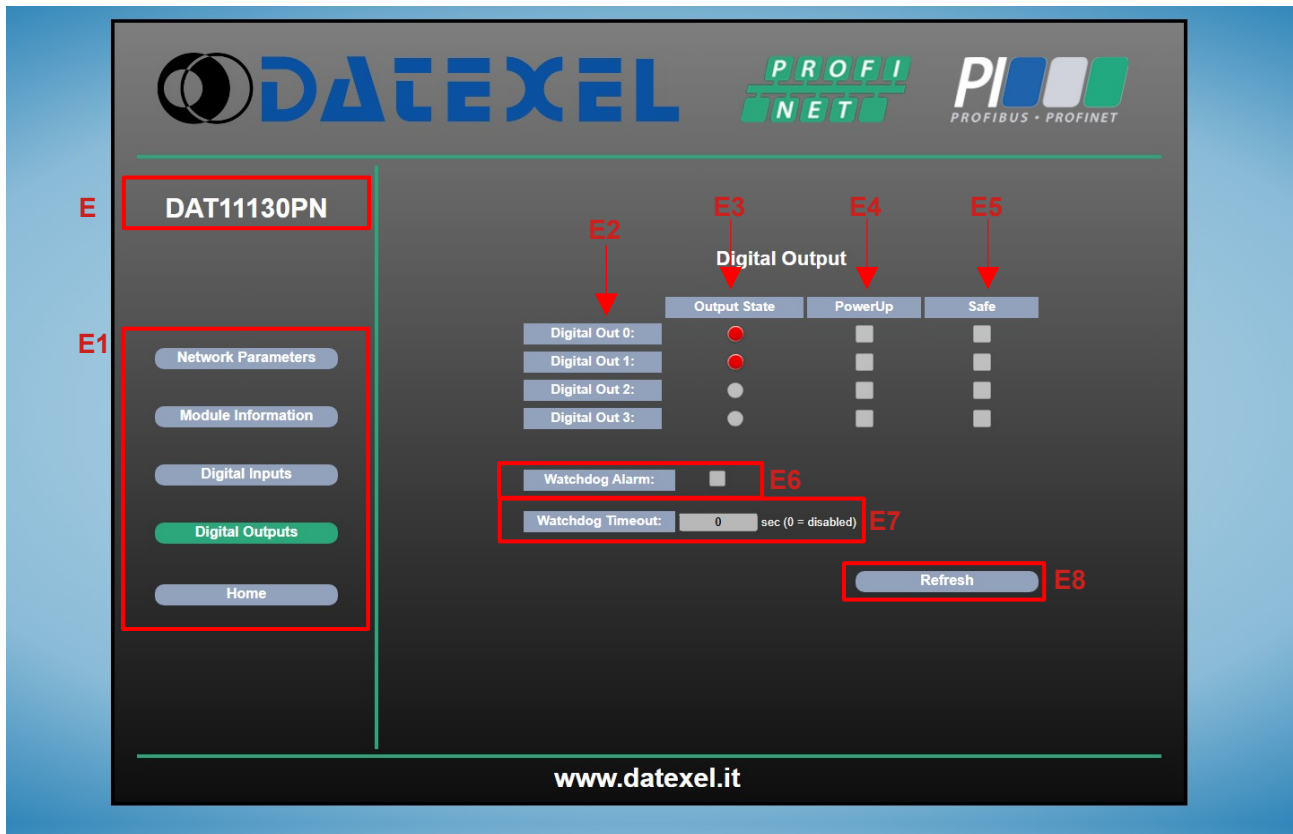 DATEXEL
PROFI
NET
PI
PROFIBUS • PROFINET
E
DAT11130PN
E1
Network Parameters
Module Information
Digital Inputs
Digital Outputs
Home
E2
E3
E4
E5
Digital Output
Output State PowerUp Safe
Digital Out 0:
Digital Out 1:
Digital Out 2:
Digital Out 3:
Watchdog Alarm: E6
Watchdog Timeout: 0 sec (0 = disabled) E7
Refresh E8
www.datexel.it